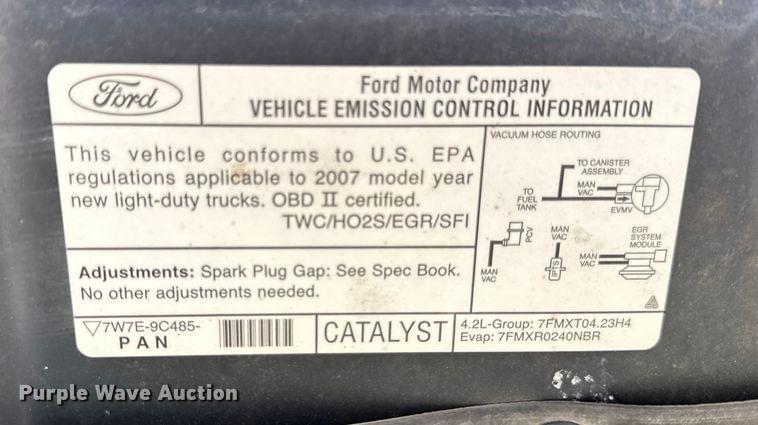 Ford
Ford Motor Company
VEHICLE EMISSION CONTROL INFORMATION
This vehicle conforms to U.S. EPA
regulations applicable to 2007 model year
new light-duty trucks. OBD II certified.
TWC/HO2S/EGR/SFI
Adjustments: Spark Plug Gap: See Spec Book.
No other adjustments needed.
VACUUM HOSE ROUTING
TO CANISTER
ASSEMBLY
MAN
VAC
TO
FUEL
TANK
EVMV
PCV
MAN
VAC
MAN
VAC
IPTS
MAN
VAC
EGR
SYSTEM
MODULE
7W7E-9C485-
PAN
CATALYST
4.2L-Group: 7FMXT04.23H4
Evap: 7FMXR0240NBR
Purple Wave Auction